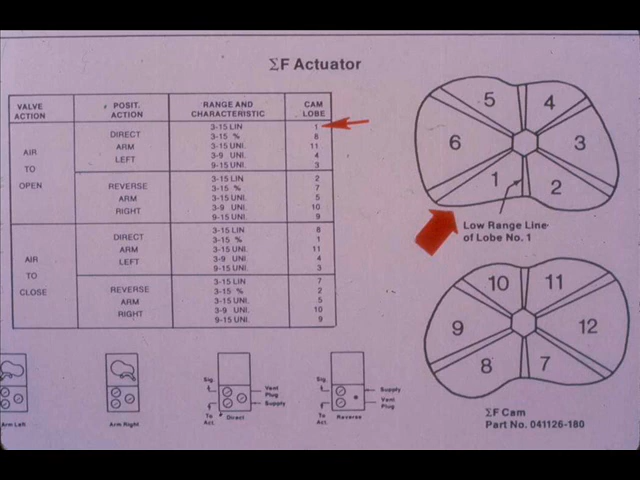 ΣF Actuator
VALVE ACTION POSIT. ACTION RANGE AND CHARACTERISTIC CAM LOBE
AIR TO OPEN
DIRECT ARM LEFT
3-15 LIN 1
3-15 % 8
3-15 UNI. 11
3-9 UNI. 4
9-15 UNI. 3
REVERSE ARM RIGHT
3-15 LIN 2
3-15 % 7
3-15 UNI. 5
3-9 UNI. 10
9-15 UNI. 9
AIR TO CLOSE
DIRECT ARM LEFT
3-15 LIN 8
3-15 % 1
3-15 UNI. 11
3-9 UNI. 4
9-15 UNI. 3
REVERSE ARM RIGHT
3-15 LIN 7
3-15 % 2
3-15 UNI. 5
3-9 UNI. 10
9-15 UNI. 9
5 4
6 3
1 2
Low Range Line
of Lobe No. 1
10 11
9 12
8 7
ΣF Cam
Part No. 041126-180
Arm Left
Arm Right
Sig.
Vent
Plug
Supply
To
Act.
Direct
Sig.
Supply
Vent
Plug
To
Act.
Reverse